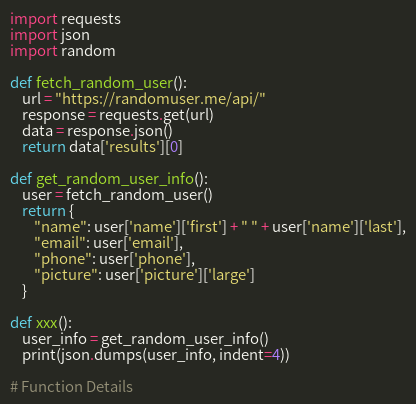 import requests
import json
import random

def fetch_random_user():
    url = "https://randomuser.me/api/"
    response = requests.get(url)
    data = response.json()
    return data['results'][0]

def get_random_user_info():
    user = fetch_random_user()
    return {
        "name": user['name']['first'] + " " + user['name']['last'],
        "email": user['email'],
        "phone": user['phone'],
        "picture": user['picture']['large']
    }

def xxx():
    user_info = get_random_user_info()
    print(json.dumps(user_info, indent=4))

# Function Details